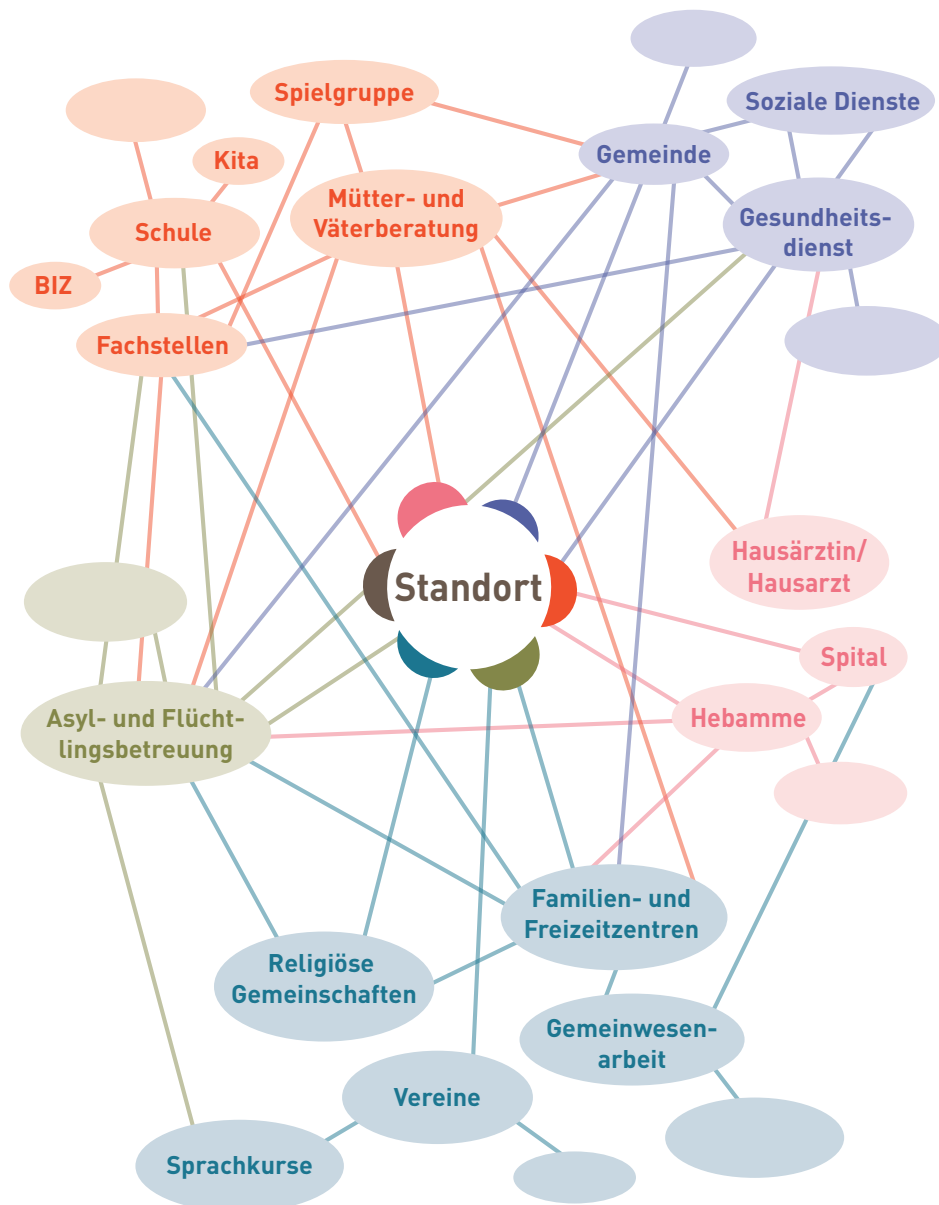 Spielgruppe
Soziale Dienste
Kita
Gemeinde
Mütter- und
Väterberatung
Schule
Gesundheits-
dienst
BIZ
Fachstellen
Hausärztin/
Hausarzt
Standort
Spital
Asyl- und Flücht-
lingsbetreuung
Hebamme
Familien- und
Freizeitzentren
Religiöse
Gemeinschaften
Gemeinwesen-
arbeit
Vereine
Sprachkurse